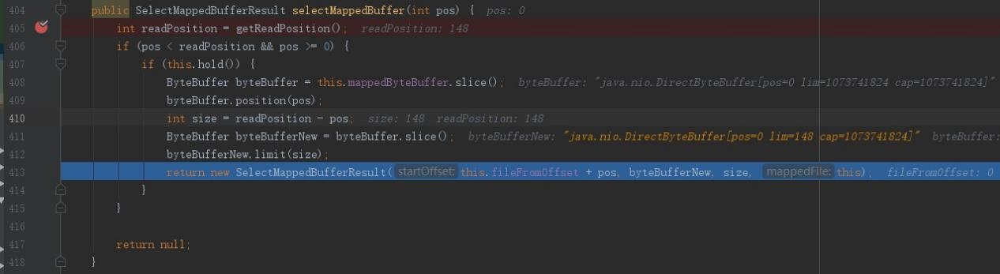 404 public SelectMappedBufferResult selectMappedBuffer(int pos) { pos: 0
405 int readPosition = getReadPosition(); readPosition: 148
406 if (pos < readPosition && pos >= 0) {
407 if (this.hold()) {
408 ByteBuffer byteBuffer = this.mappedByteBuffer.slice(); byteBuffer: "java.nio.DirectByteBuffer[pos=0 lim=1073741824 cap=1073741824]"
409 byteBuffer.position(pos);
410 int size = readPosition - pos; size: 148 readPosition: 148
411 ByteBuffer byteBufferNew = byteBuffer.slice(); byteBufferNew: "java.nio.DirectByteBuffer[pos=0 lim=148 cap=1073741824]" byteBuffer:
412 byteBufferNew.limit(size);
413 return new SelectMappedBufferResult( startOffset: this.fileFromOffset + pos, byteBufferNew, size, mappedFile: this); fileFromOffset: 0
414 }
415 }
416
417 return null;
418 }